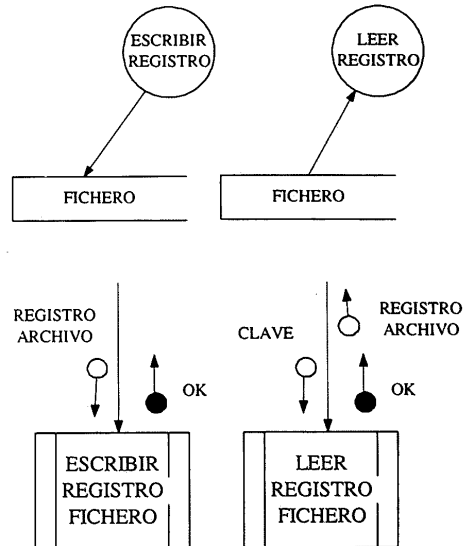 ESCRIBIR
REGISTRO
LEER
REGISTRO
FICHERO
FICHERO
REGISTRO
ARCHIVO
OK
CLAVE
REGISTRO
ARCHIVO
OK
ESCRIBIR
REGISTRO
FICHERO
LEER
REGISTRO
FICHERO